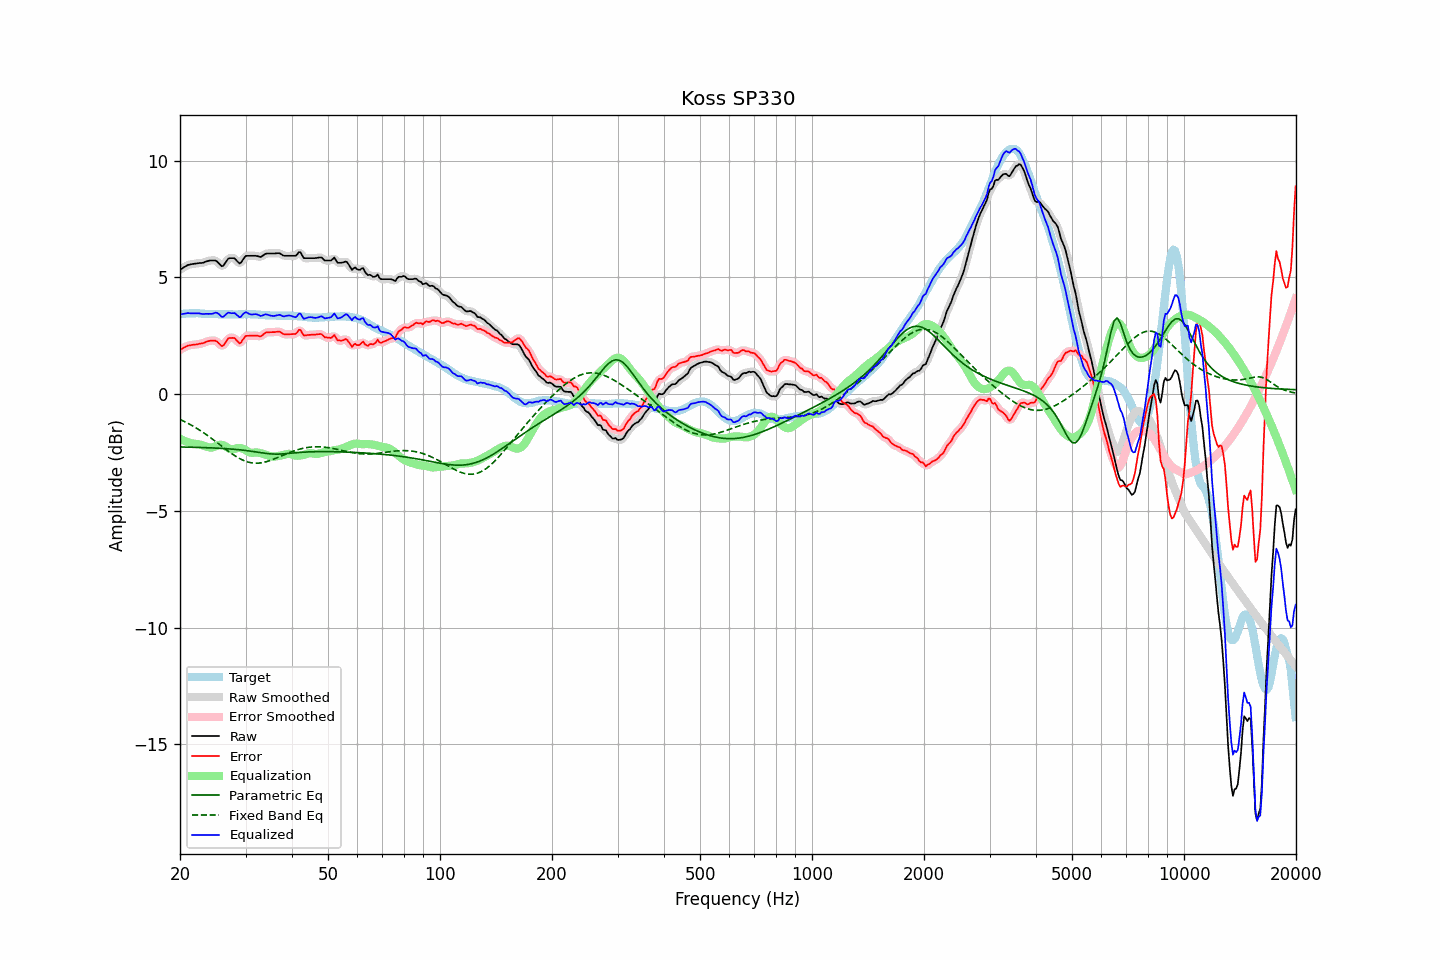 Koss SP330
Amplitude (dBr)
10
5
0
−5
−10
−15
Target
Raw Smoothed
Error Smoothed
Raw
Error
Equalization
Parametric Eq
Fixed Band Eq
Equalized
20 50 100 200 500 1000 2000 5000 10000 20000
Frequency (Hz)